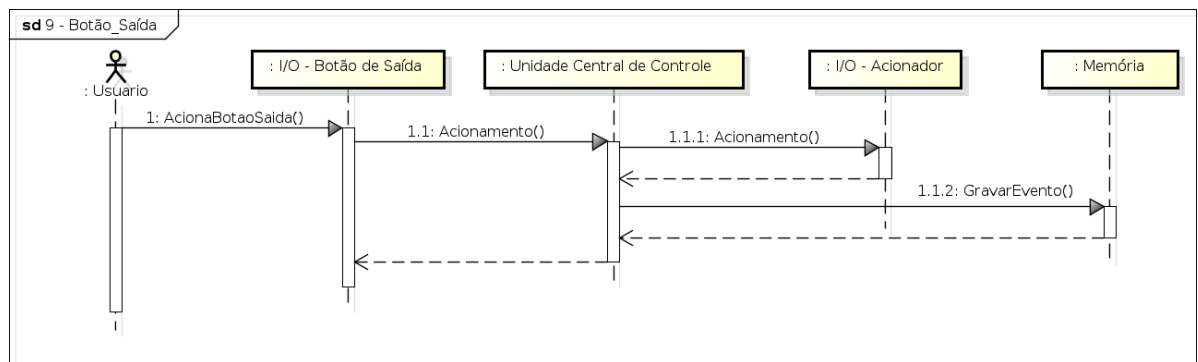 sd 9 - Botão_Saída
: Usuario
: I/O - Botão de Saída
: Unidade Central de Controle
: I/O - Acionador
: Memória
1: AcionaBotaoSaida()
1.1: Acionamento()
1.1.1: Acionamento()
1.1.2: GravarEvento()